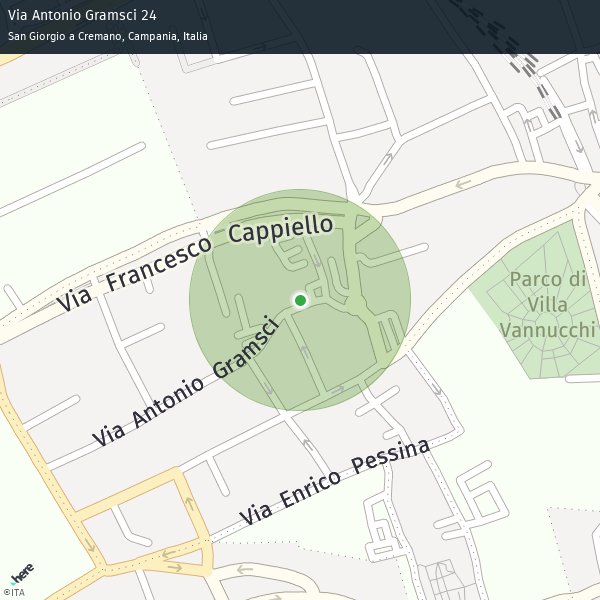 Via Antonio Gramsci 24
San Giorgio a Cremano, Campania, Italia
Via Francesco Cappiello
Parco di
Villa
Vannucchi
Via Antonio Gramsci
Via Enrico Pessina
here
©ITA